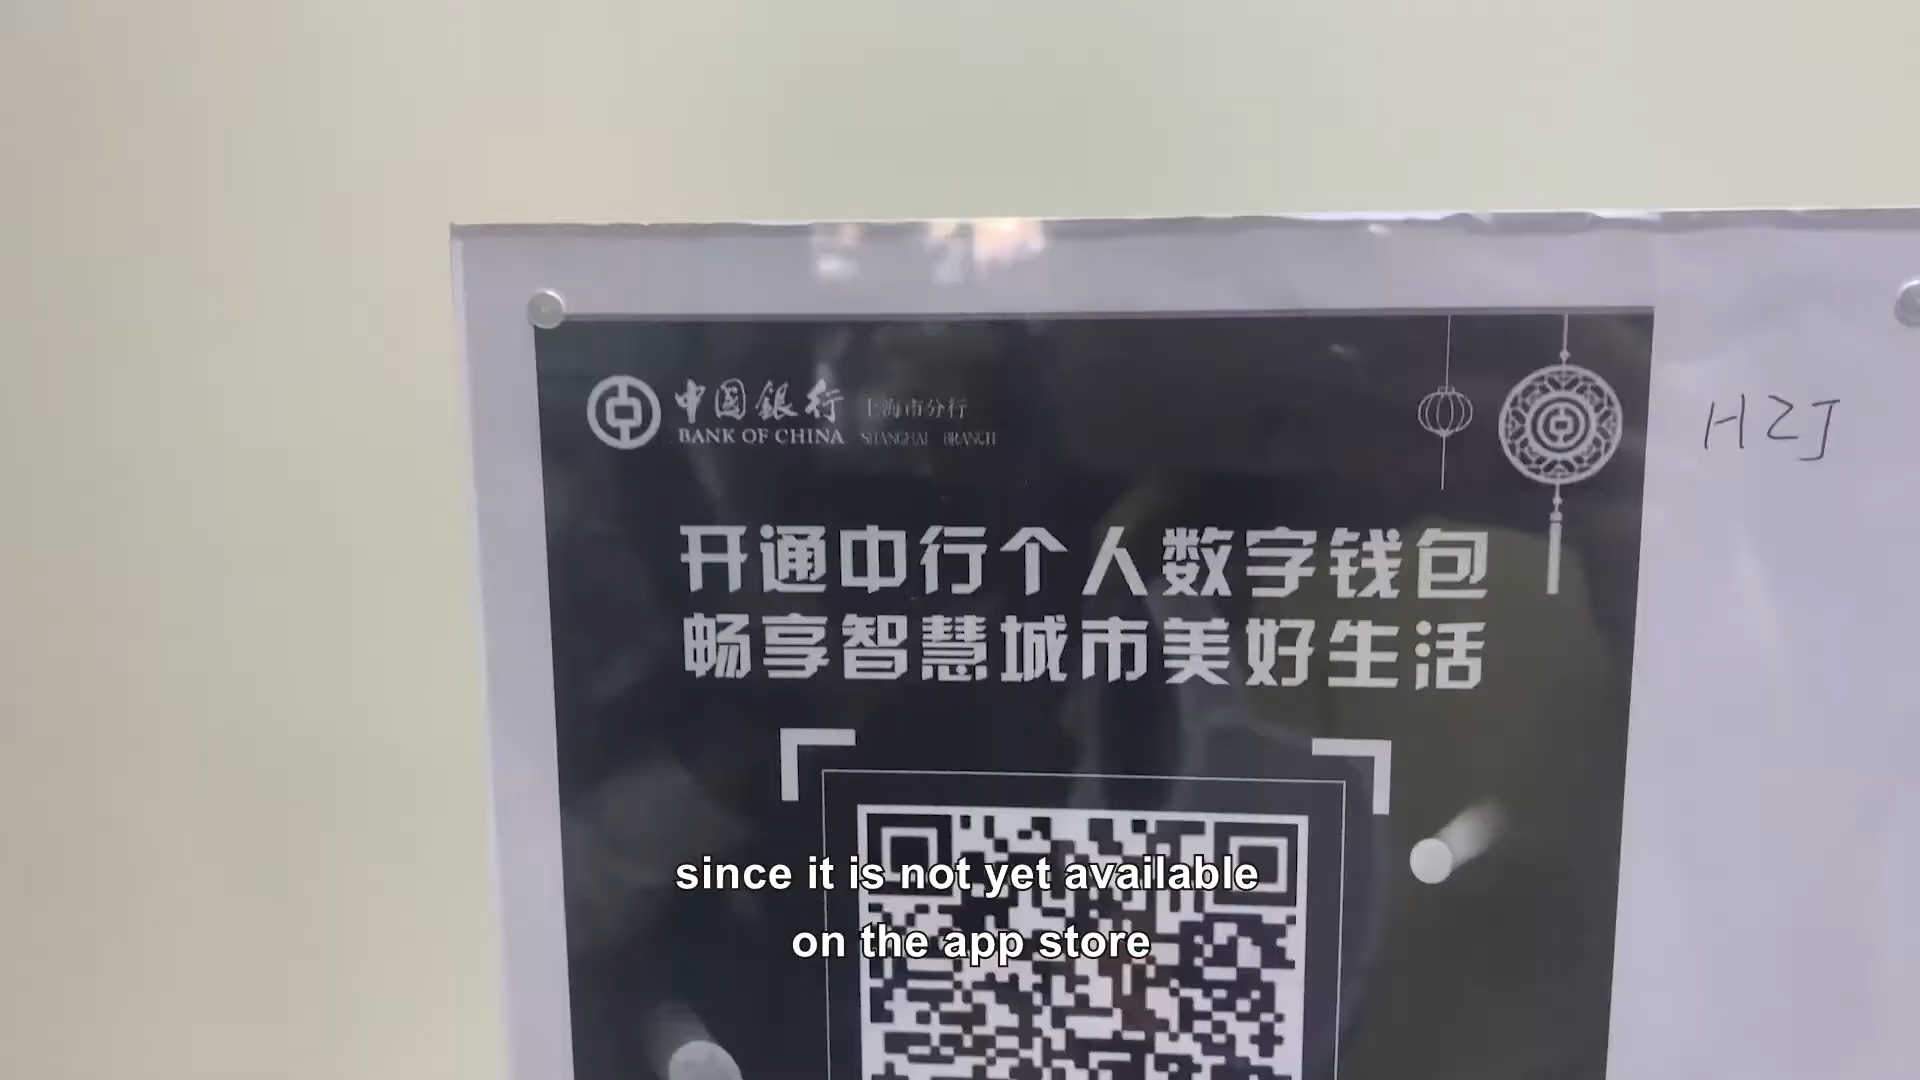 中国銀行 上海市分行
BANK OF CHINA SHANGHAI BRANCH
HZJ
开通中行个人数字钱包
畅享智慧城市美好生活
since it is not yet available
on the app store